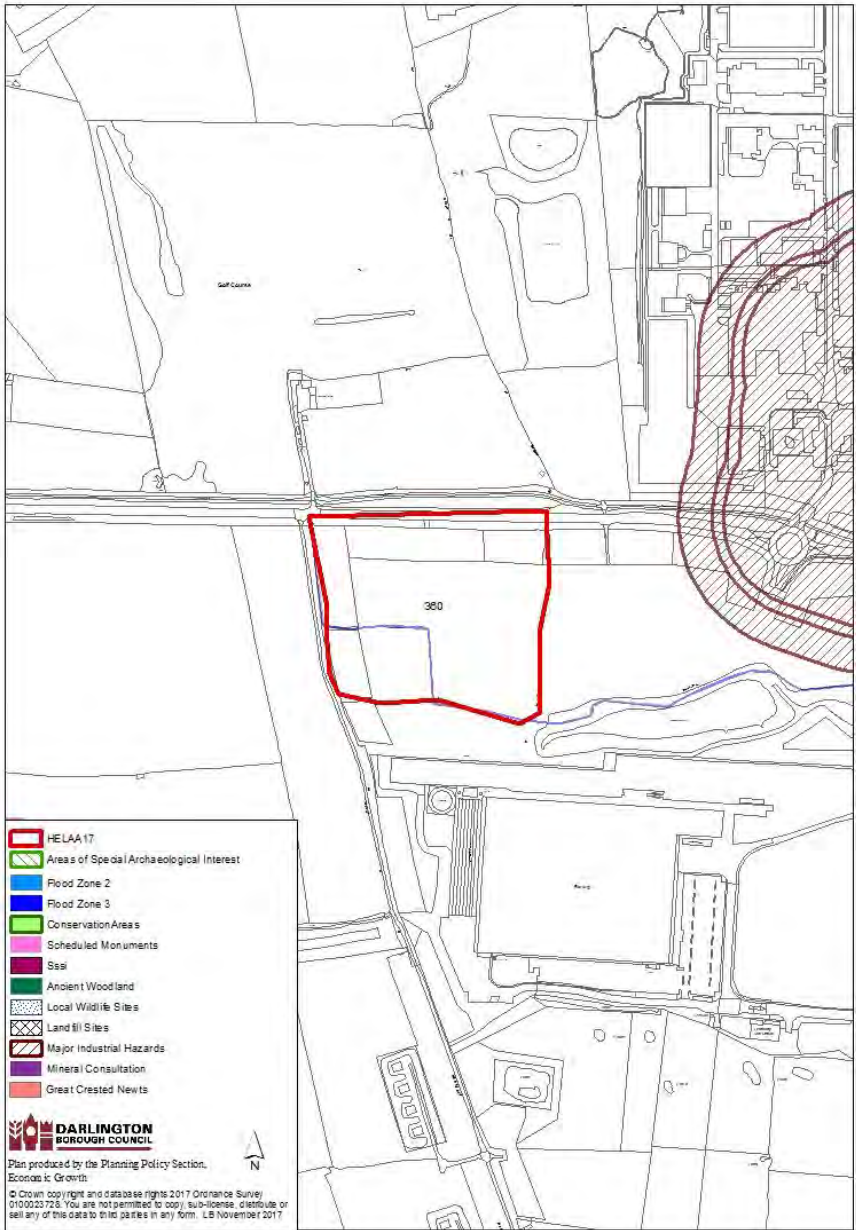 Golf Course
380
HELAA17
Areas of Special Archaeological Interest
Flood Zone 2
Flood Zone 3
Conservation Areas
Scheduled Monuments
Sssi
Ancient Woodland
Local Wildlife Sites
Landfill Sites
Major Industrial Hazards
Mineral Consultation
Great Crested Newts
DARLINGTON
BOROUGH COUNCIL
N
Plan produced by the Planning Policy Section,
Economic Growth
© Crown copyright and database rights 2017 Ordnance Survey
0100023728. You are not permitted to copy, sub-license, distribute or
sell any of this data to third parties in any form. LB November 2017